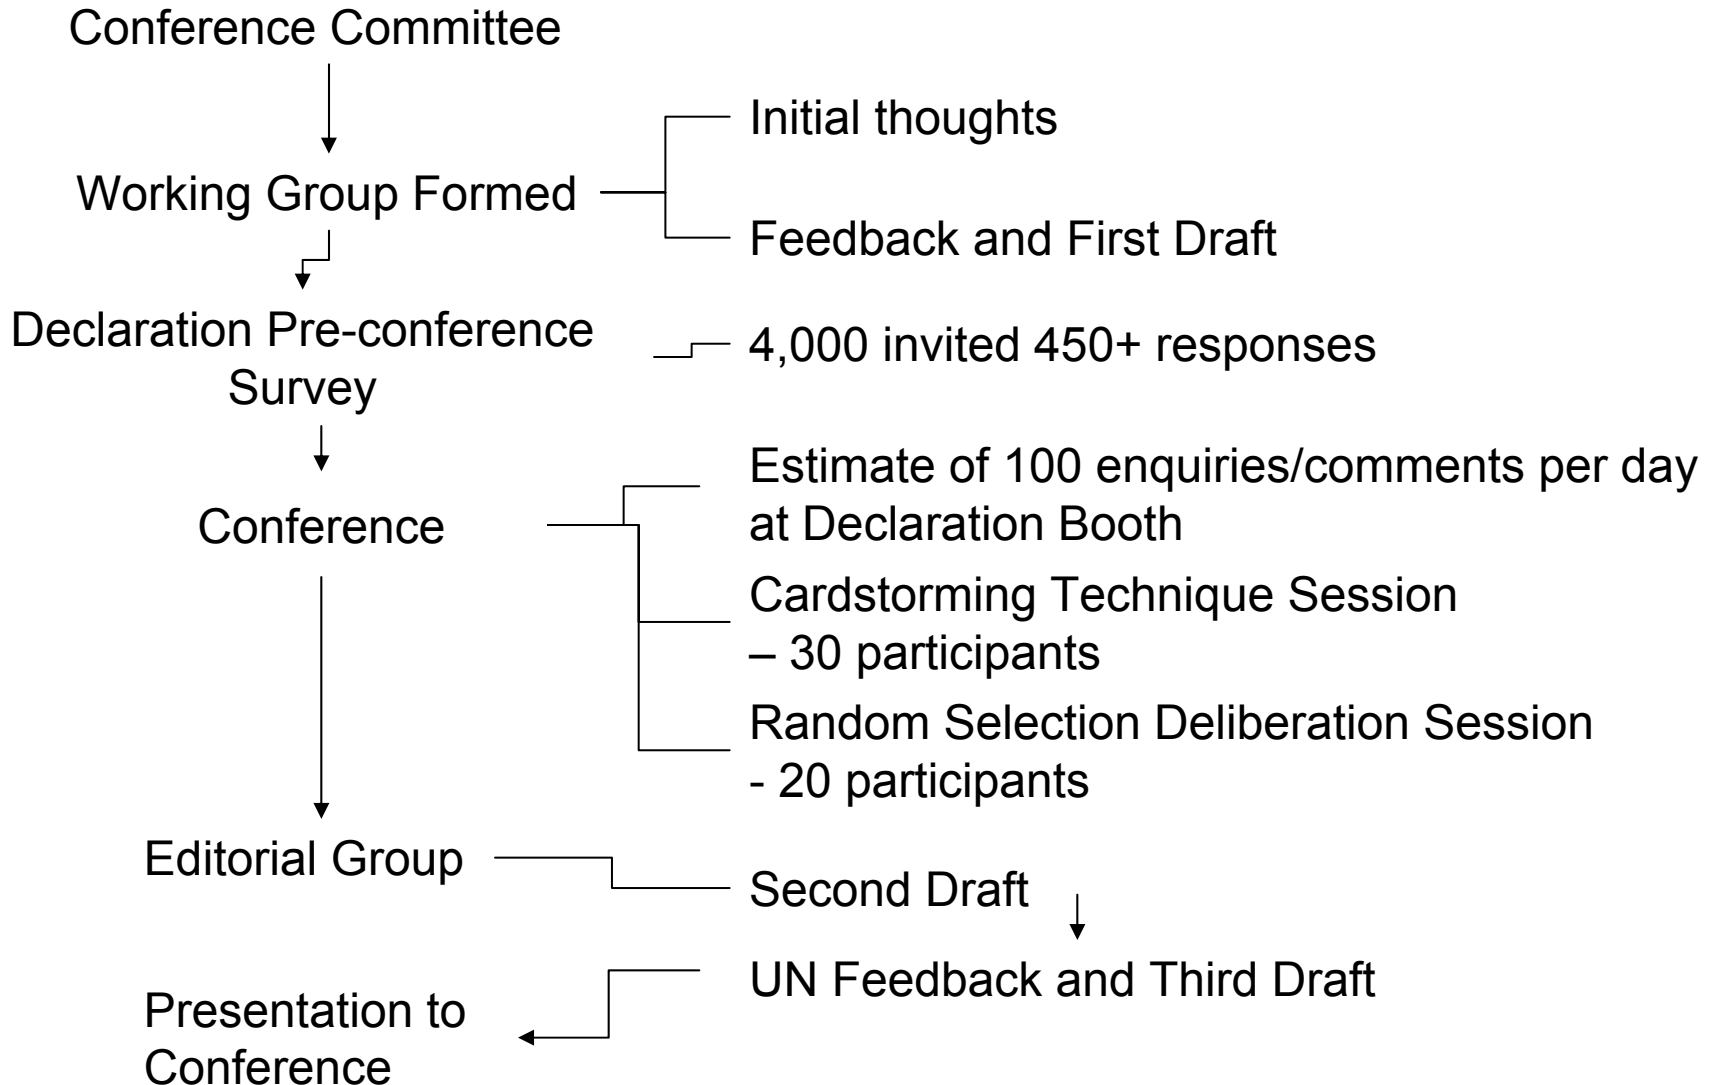 Conference Committee
Initial thoughts
Working Group Formed
Feedback and First Draft
Declaration Pre-conference
Survey
4,000 invited 450+ responses
Estimate of 100 enquiries/comments per day
at Declaration Booth
Conference
Cardstorming Technique Session
– 30 participants
Random Selection Deliberation Session
- 20 participants
Editorial Group
Second Draft
UN Feedback and Third Draft
Presentation to
Conference